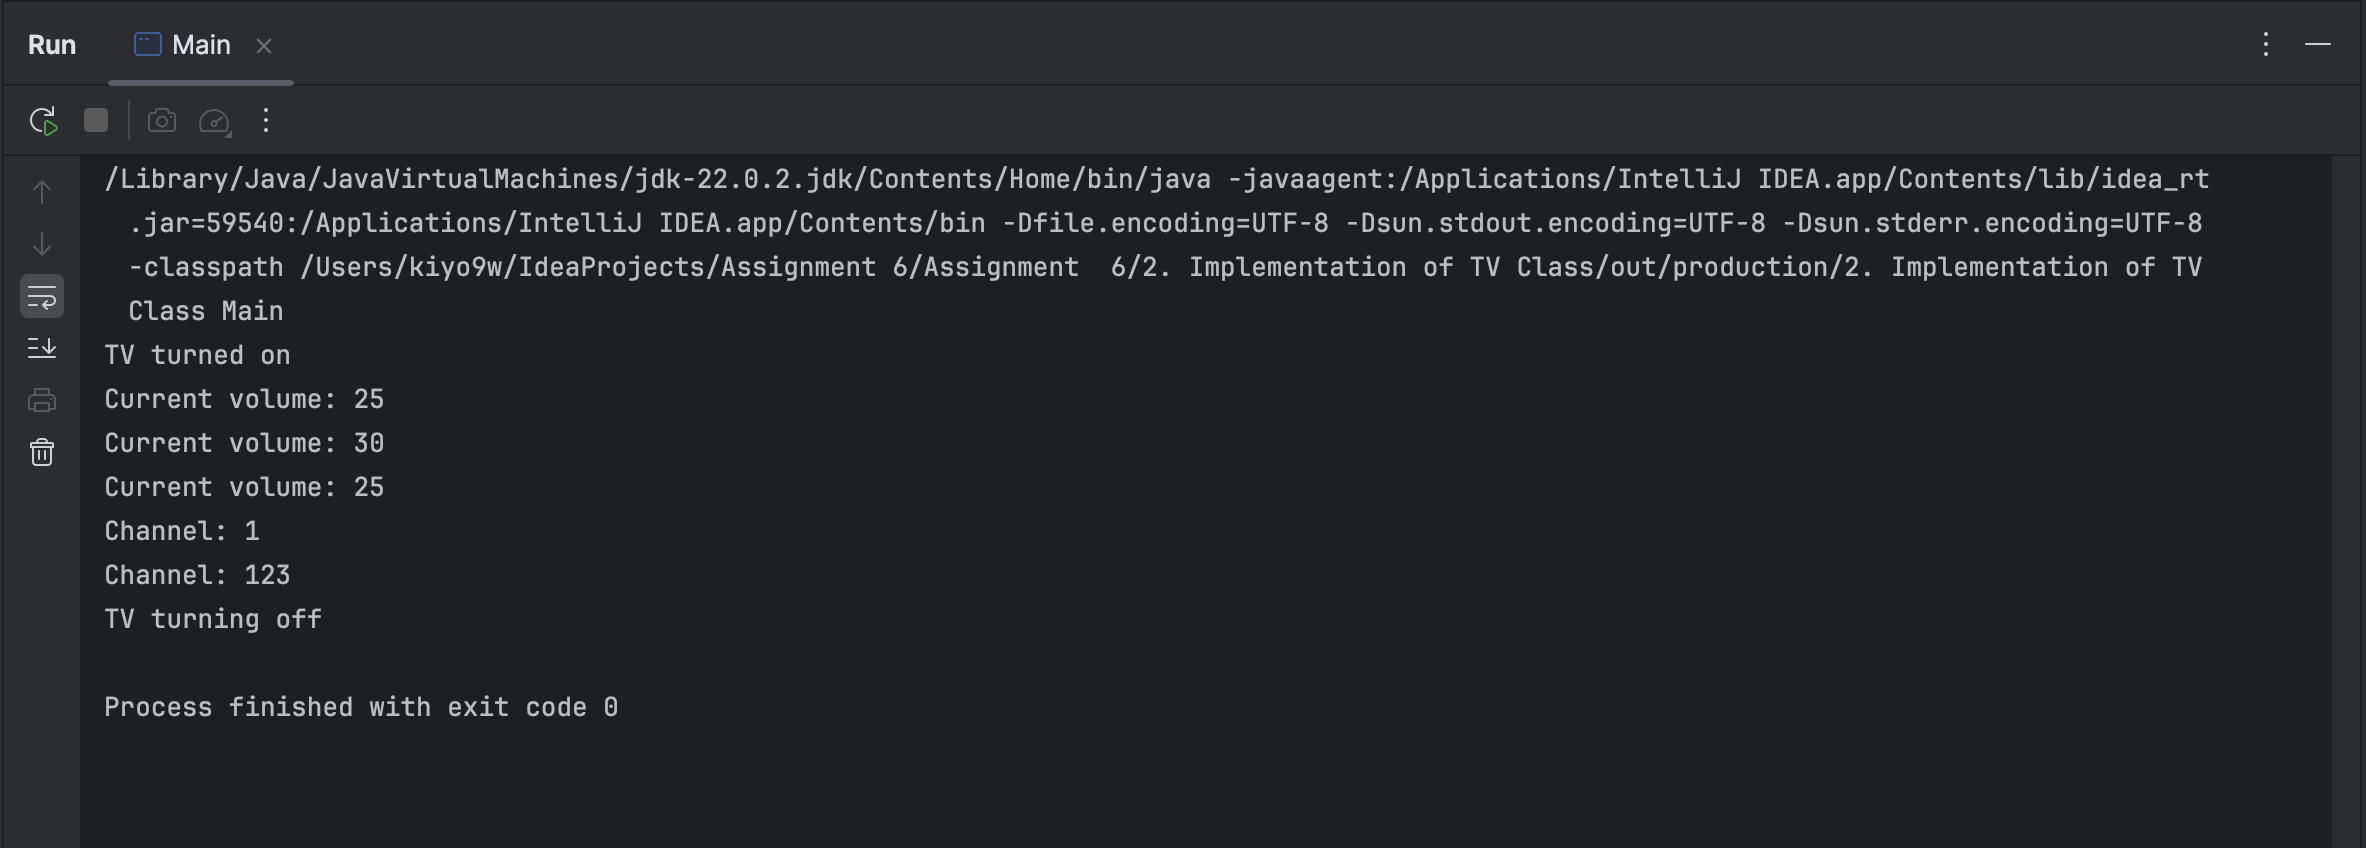 Run Main
/Library/Java/JavaVirtualMachines/jdk-22.0.2.jdk/Contents/Home/bin/java -javaagent:/Applications/IntelliJ IDEA.app/Contents/lib/idea_rt
.jar=59540:/Applications/IntelliJ IDEA.app/Contents/bin -Dfile.encoding=UTF-8 -Dsun.stdout.encoding=UTF-8 -Dsun.stderr.encoding=UTF-8
-classpath /Users/kiyo9w/IdeaProjects/Assignment 6/Assignment  6/2. Implementation of TV Class/out/production/2. Implementation of TV
Class Main
TV turned on
Current volume: 25
Current volume: 30
Current volume: 25
Channel: 1
Channel: 123
TV turning off
Process finished with exit code 0